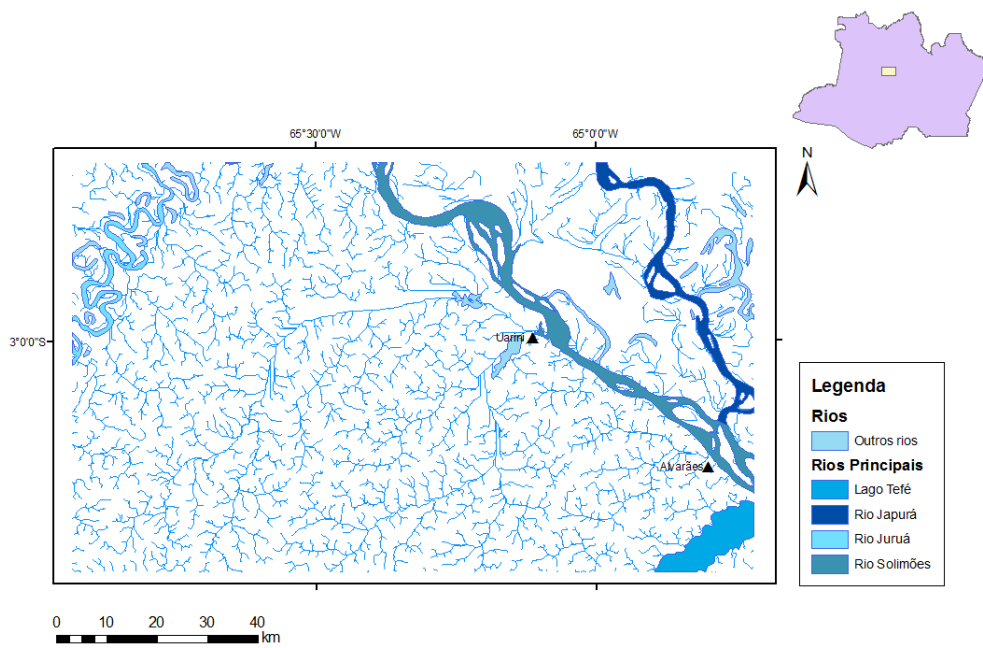 N
65°30'0"W
65°0'0"W
3°0'0"S
Uarini
Alvarães
Legenda
Rios
Outros rios
Rios Principais
Lago Tefé
Rio Japurá
Rio Juruá
Rio Solimões
0 10 20 30 40
km